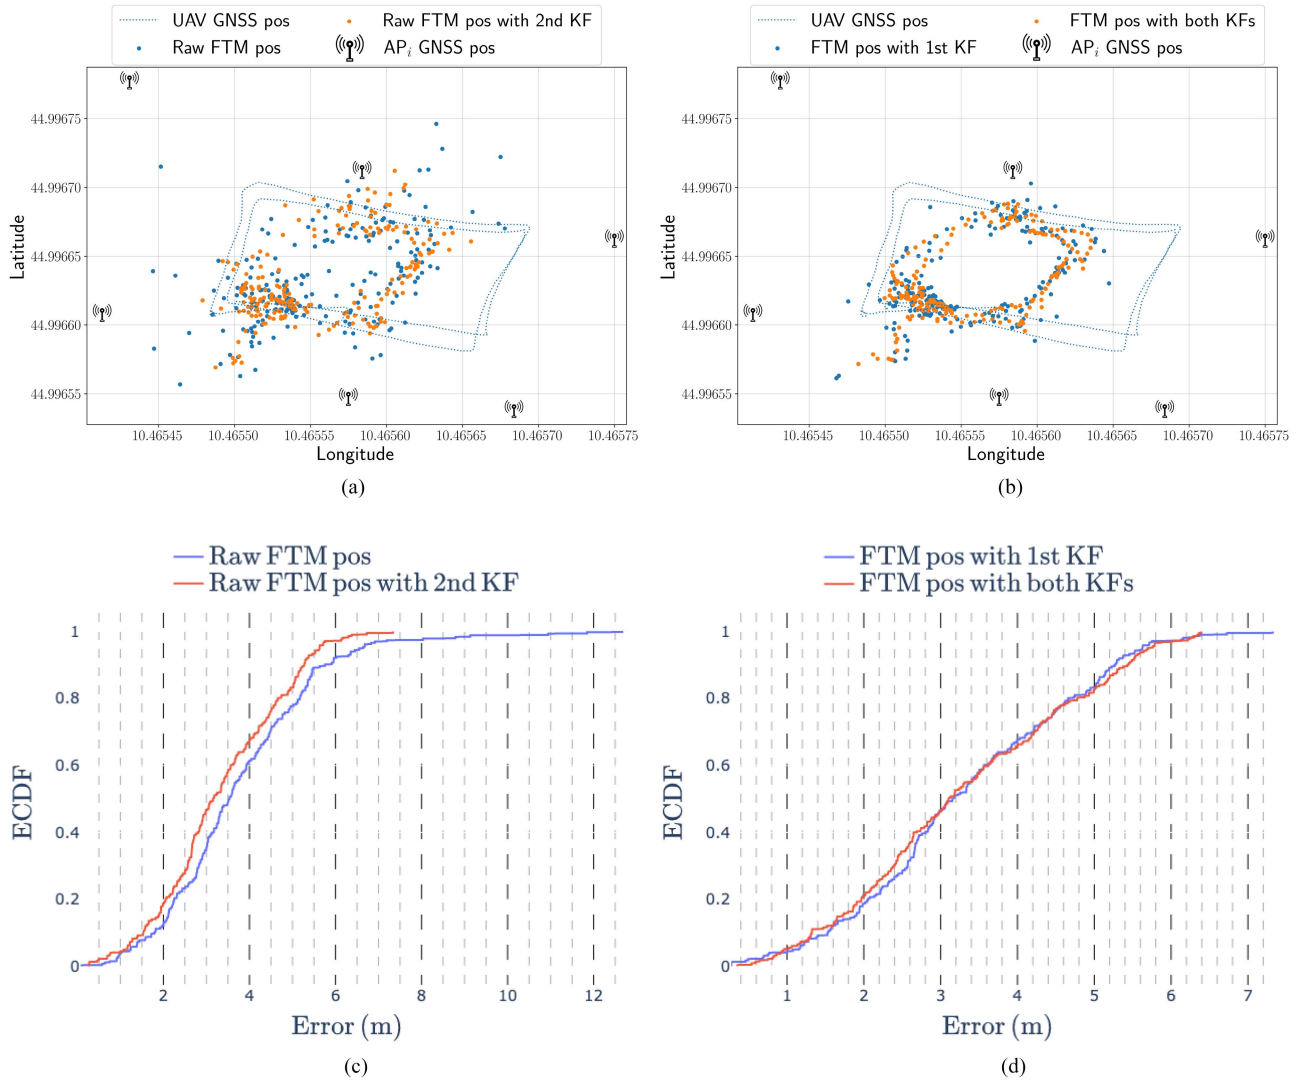 UAV GNSS pos
Raw FTM pos with 2nd KF
Raw FTM pos
AP_i GNSS pos
44.99675
44.99670
44.99665
44.99660
44.99655
Latitude
10.46545 10.46550 10.46555 10.46560 10.46565 10.46570 10.46575
Longitude
(a)
UAV GNSS pos
FTM pos with both KFs
FTM pos with 1st KF
AP_i GNSS pos
44.99675
44.99670
44.99665
44.99660
44.99655
Latitude
10.46545 10.46550 10.46555 10.46560 10.46565 10.46570 10.46575
Longitude
(b)
Raw FTM pos
Raw FTM pos with 2nd KF
1
0.8
0.6
0.4
0.2
0
ECDF
2 4 6 8 10 12
Error (m)
(c)
FTM pos with 1st KF
FTM pos with both KFs
1
0.8
0.6
0.4
0.2
0
ECDF
1 2 3 4 5 6 7
Error (m)
(d)